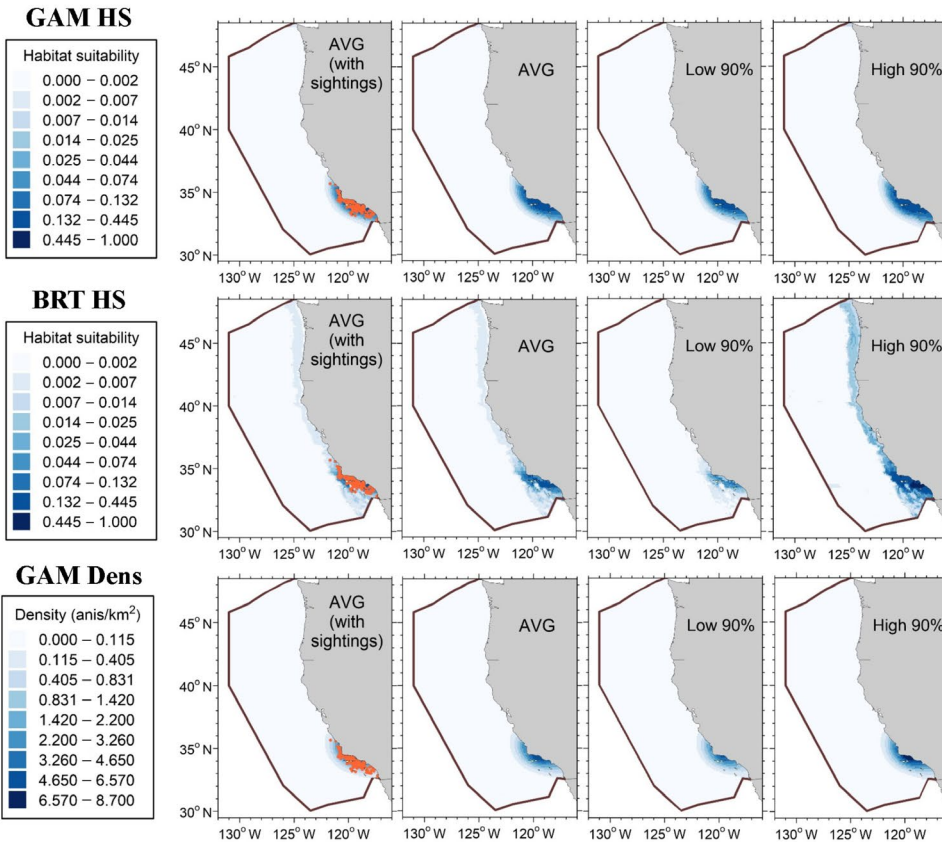 GAM HS
Habitat suitability
0.000 – 0.002
0.002 – 0.007
0.007 – 0.014
0.014 – 0.025
0.025 – 0.044
0.044 – 0.074
0.074 – 0.132
0.132 – 0.445
0.445 – 1.000
AVG
(with
sightings)
AVG
Low 90%
High 90%
45° N
40° N
35° N
30° N
130° W 125° W 120° W
130° W 125° W 120° W
130° W 125° W 120° W
130° W 125° W 120° W
BRT HS
Habitat suitability
0.000 – 0.002
0.002 – 0.007
0.007 – 0.014
0.014 – 0.025
0.025 – 0.044
0.044 – 0.074
0.074 – 0.132
0.132 – 0.445
0.445 – 1.000
AVG
(with
sightings)
AVG
Low 90%
High 90%
45° N
40° N
35° N
30° N
130° W 125° W 120° W
130° W 125° W 120° W
130° W 125° W 120° W
130° W 125° W 120° W
GAM Dens
Density (anis/km²)
0.000 – 0.115
0.115 – 0.405
0.405 – 0.831
0.831 – 1.420
1.420 – 2.200
2.200 – 3.260
3.260 – 4.650
4.650 – 6.570
6.570 – 8.700
AVG
(with
sightings)
AVG
Low 90%
High 90%
45° N
40° N
35° N
30° N
130° W 125° W 120° W
130° W 125° W 120° W
130° W 125° W 120° W
130° W 125° W 120° W